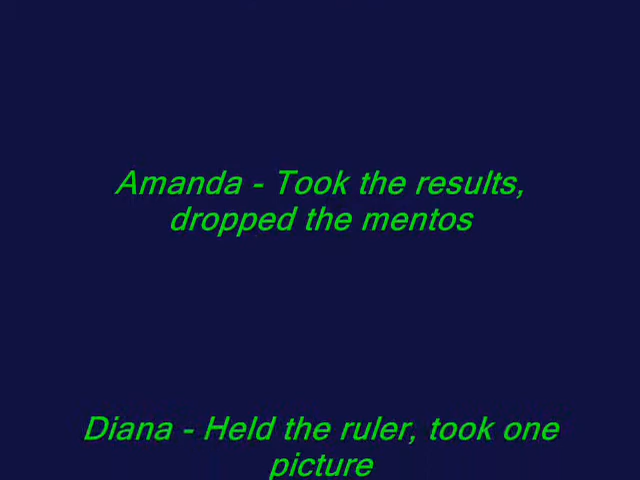 Amanda - Took the results,
dropped the mentos
Diana - Held the ruler, took one
picture